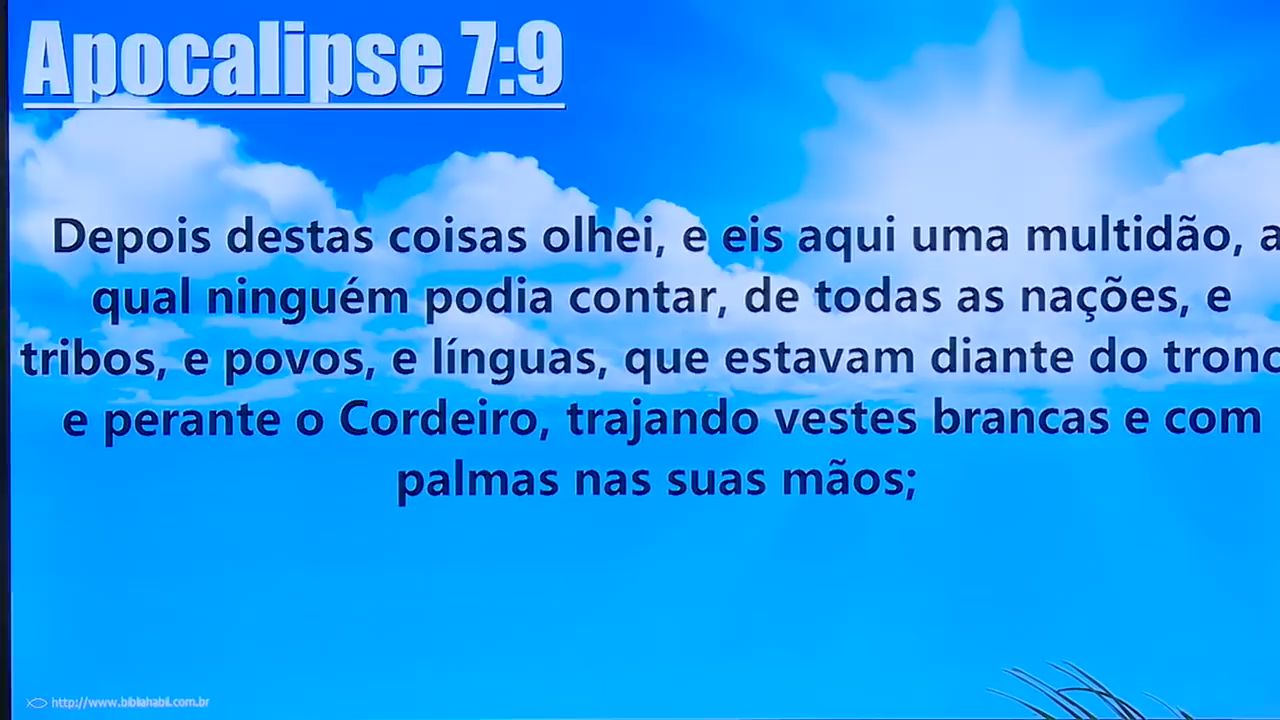 Apocalipse 7:9
Depois destas coisas olhei, e eis aqui uma multidão, a
qual ninguém podia contar, de todas as nações, e
tribos, e povos, e línguas, que estavam diante do trono
e perante o Cordeiro, trajando vestes brancas e com
palmas nas suas mãos;
http://www.bibliahabil.com.br